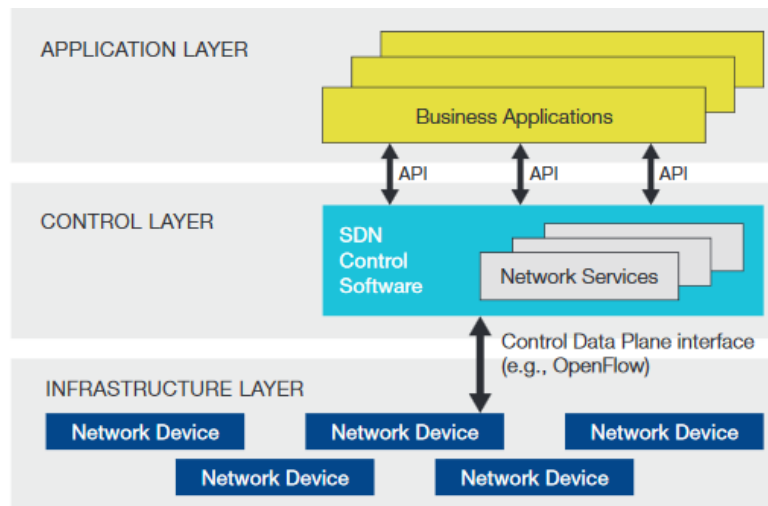 APPLICATION LAYER
Business Applications
API
API
API
CONTROL LAYER
SDN
Control
Software
Network Services
Control Data Plane interface
(e.g., OpenFlow)
INFRASTRUCTURE LAYER
Network Device
Network Device
Network Device
Network Device
Network Device